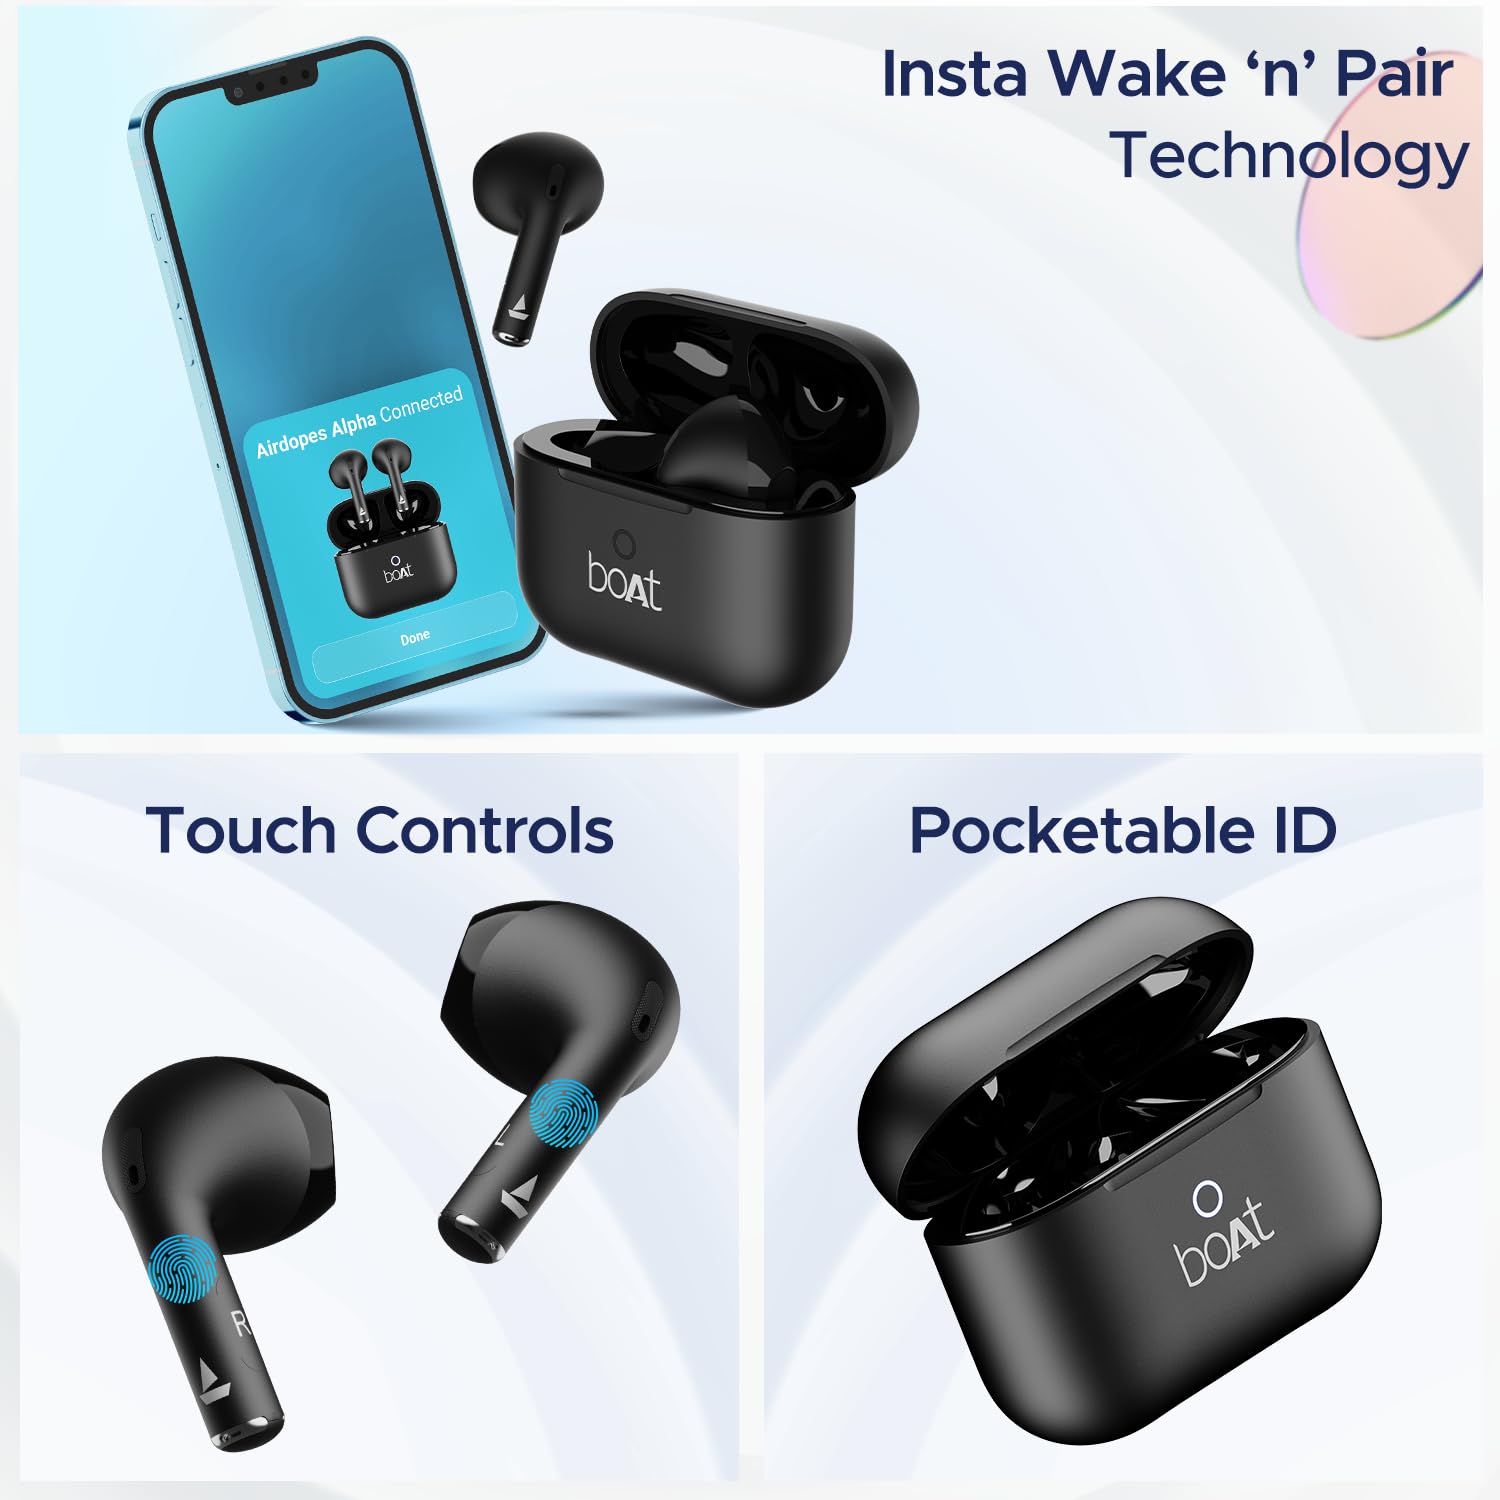 Insta Wake ‘n’ Pair
Technology
Airdopes Alpha Connected
boAt
Done
boAt
Touch Controls
L
R
Pocketable ID
boAt